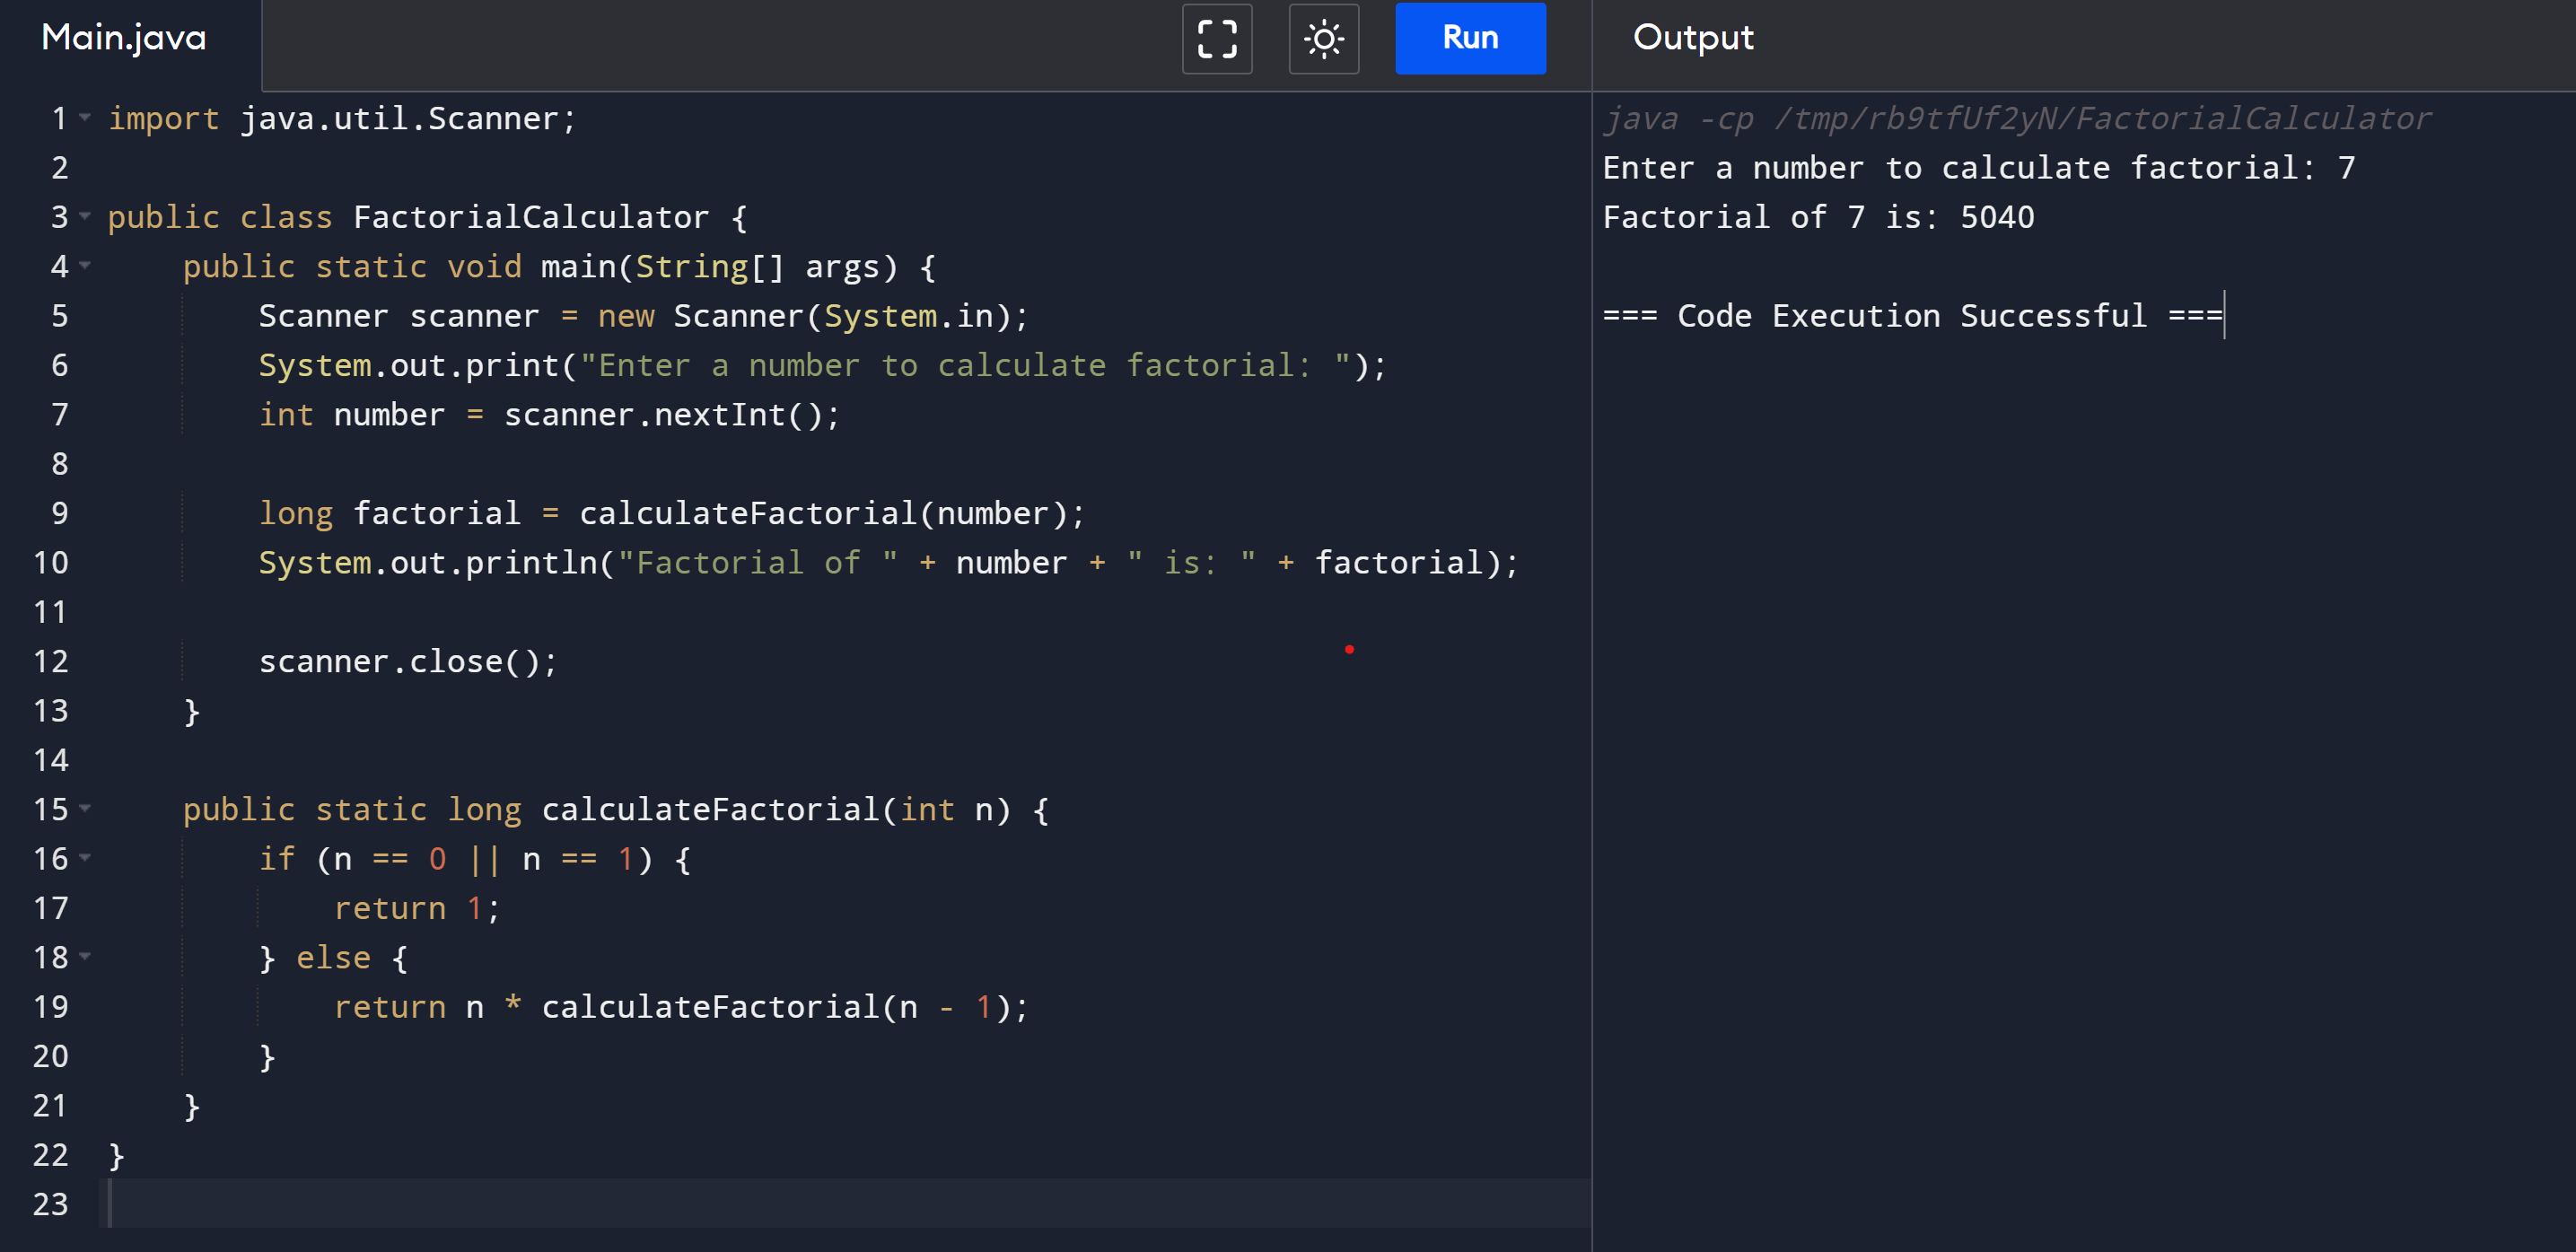 Main.java
Run
Output
1 import java.util.Scanner;
2
3 public class FactorialCalculator {
4     public static void main(String[] args) {
5         Scanner scanner = new Scanner(System.in);
6         System.out.print("Enter a number to calculate factorial: ");
7         int number = scanner.nextInt();
8
9         long factorial = calculateFactorial(number);
10         System.out.println("Factorial of " + number + " is: " + factorial);
11
12         scanner.close();
13     }
14
15     public static long calculateFactorial(int n) {
16         if (n == 0 || n == 1) {
17             return 1;
18         } else {
19             return n * calculateFactorial(n - 1);
20         }
21     }
22 }
23
java -cp /tmp/rb9tfUf2yN/FactorialCalculator
Enter a number to calculate factorial: 7
Factorial of 7 is: 5040
=== Code Execution Successful ===